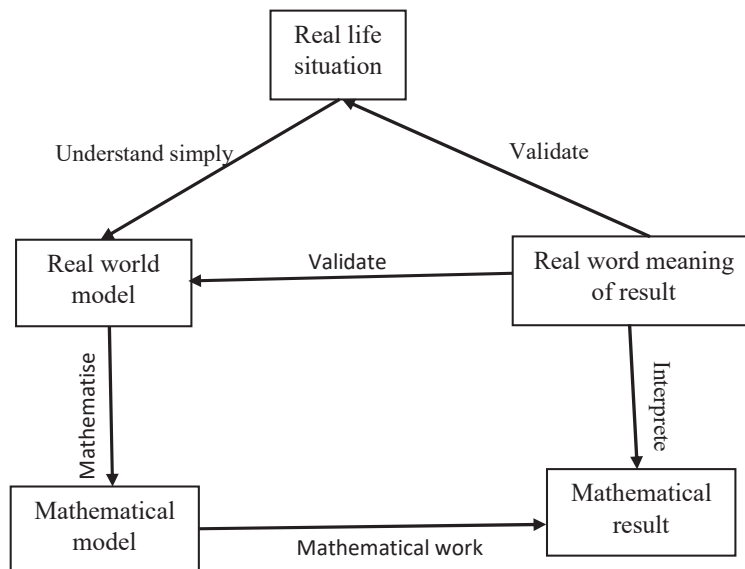 Real life
situation
Understand simply
Validate
Real world
model
Validate
Real word meaning
of result
Mathematise
Interprete
Mathematical
model
Mathematical work
Mathematical
result